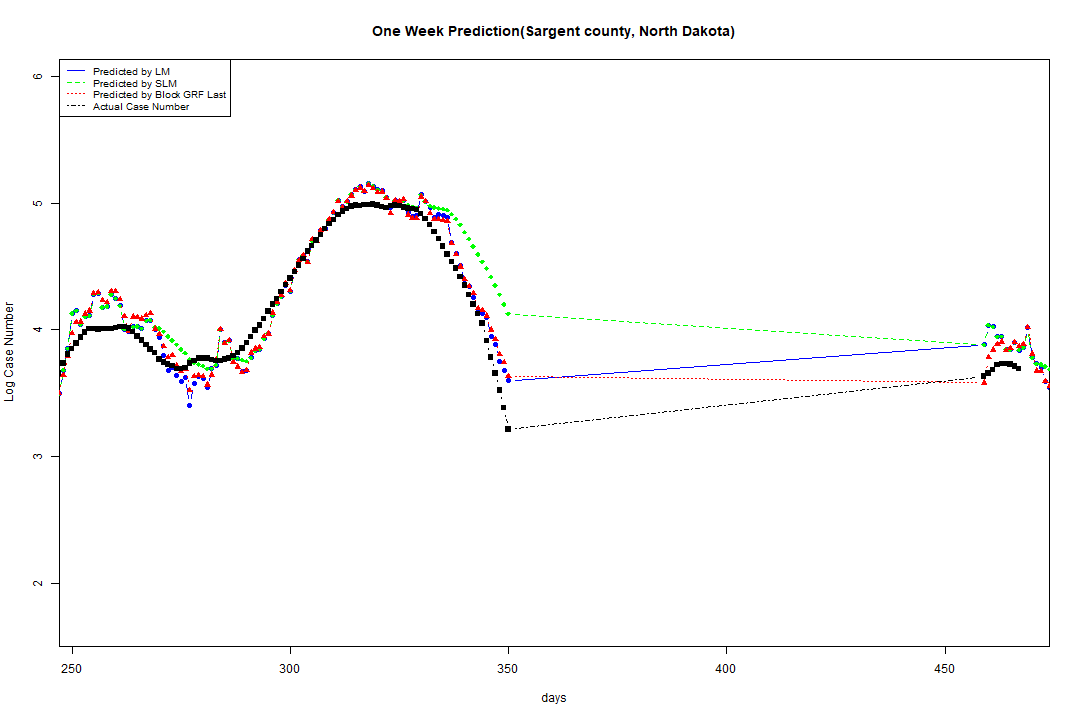 One Week Prediction(Sargent county, North Dakota)
Predicted by LM
Predicted by SLM
Predicted by Block GRF Last
Actual Case Number
6
5
4
3
2
Log Case Number
250 300 350 400 450
days